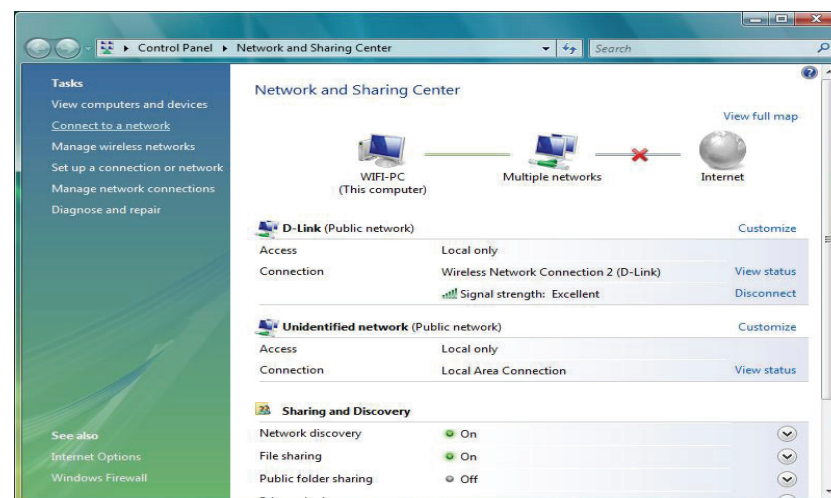 Control Panel Network and Sharing Center Search
Tasks
View computers and devices
Connect to a network
Manage wireless networks
Set up a connection or network
Manage network connections
Diagnose and repair
See also
Internet Options
Windows Firewall
Network and Sharing Center
View full map
WIFI-PC
(This computer)
Multiple networks
Internet
D-Link (Public network) Customize
Access Local only
Connection Wireless Network Connection 2 (D-Link) View status
Signal strength: Excellent Disconnect
Unidentified network (Public network) Customize
Access Local only
Connection Local Area Connection View status
Sharing and Discovery
Network discovery On
File sharing On
Public folder sharing Off